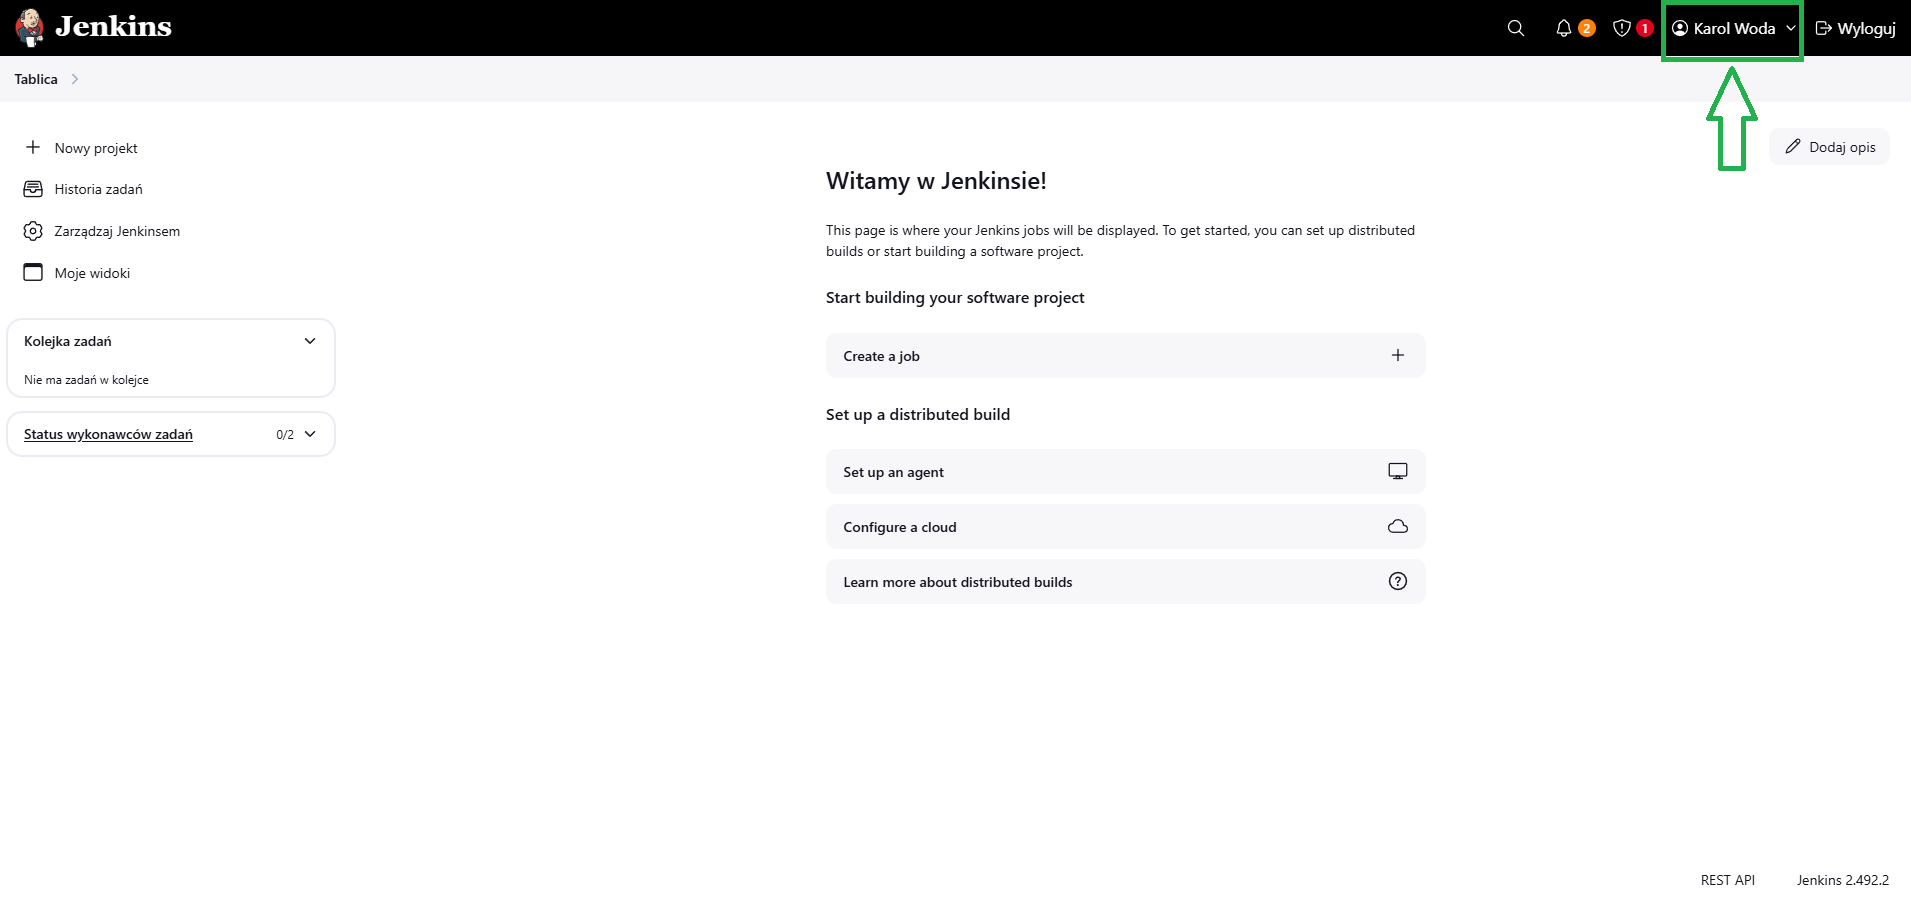 Jenkins
2
1
Karol Woda
Wyloguj
Tablica
Nowy projekt
Historia zadań
Zarządzaj Jenkinsem
Moje widoki
Kolejka zadań
Nie ma zadań w kolejce
Status wykonawców zadań 0/2
Dodaj opis
Witamy w Jenkinsie!
This page is where your Jenkins jobs will be displayed. To get started, you can set up distributed
builds or start building a software project.
Start building your software project
Create a job
Set up a distributed build
Set up an agent
Configure a cloud
Learn more about distributed builds
REST API
Jenkins 2.492.2